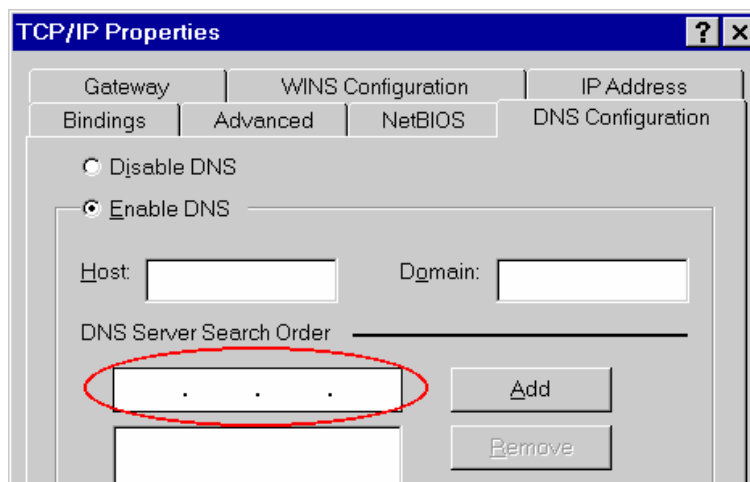 TCP/IP Properties ? ×
Gateway WINS Configuration IP Address
Bindings Advanced NetBIOS DNS Configuration
Disable DNS
Enable DNS
Host: Domain:
DNS Server Search Order
. . . Add
Remove